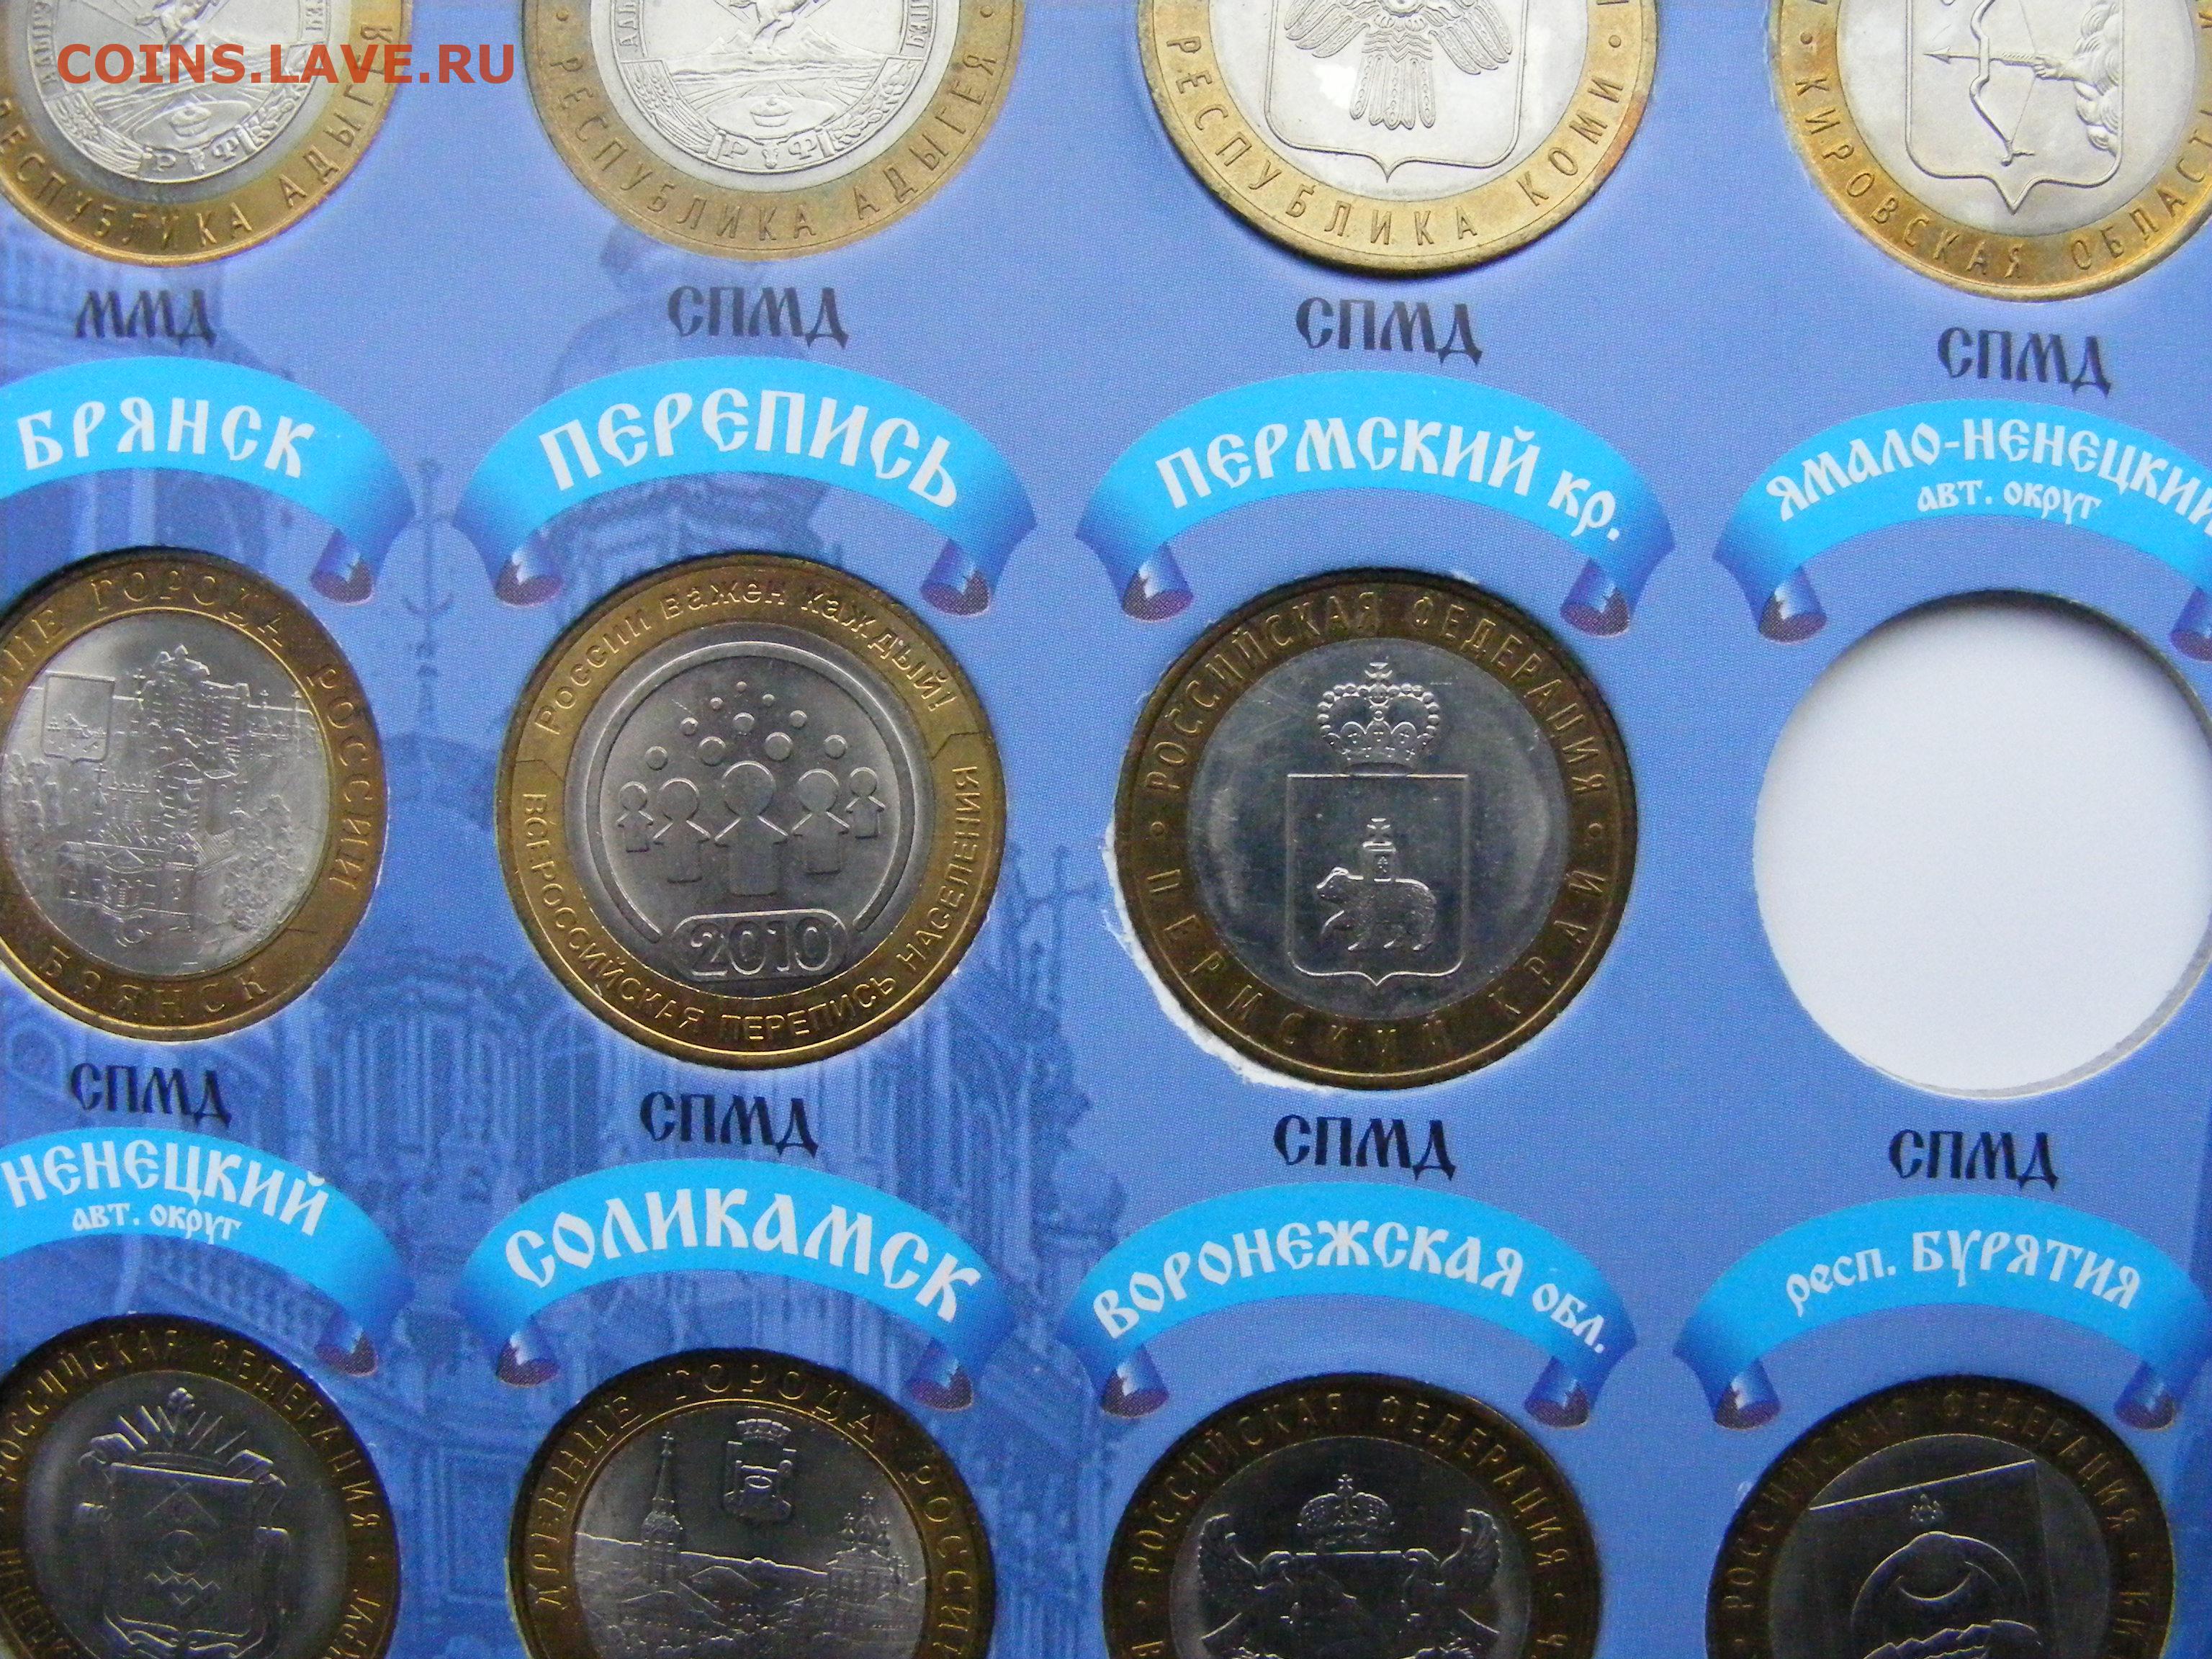 COINS.LAVE.RU
РЕСПУБЛИКА АДЫГЕЯ
РЕСПУБЛИКА АДЫГЕЯ
РЕСПУБЛИКА КОМИ
КИРОВСКАЯ ОБЛАСТ
Р Ф
Р Ф
ММД
СПМД
СПМД
СПМД
БРЯНСК
ПЕРЕПИСЬ
ПЕРМСКИЙ кр.
ЯМАЛО-НЕНЕЦКИЙ
авт. округ
ГОРОДА РОССИИ
БРЯНСК
России важен каждый!
ВСЕРОССИЙСКАЯ ПЕРЕПИСЬ НАСЕЛЕНИЯ
2010
РОССИЙСКАЯ ФЕДЕРАЦИЯ
ПЕРМСКИЙ КРАЙ
СПМД
СПМД
СПМД
СПМД
НЕНЕЦКИЙ
авт. округ
СОЛИКАМСК
ВОРОНЕЖСКАЯ обл.
респ. БУРЯТИЯ
РОССИЙСКАЯ ФЕДЕРАЦИЯ
ДРЕВНИЕ ГОРОДА РОССИИ
РОССИЙСКАЯ ФЕДЕРАЦИЯ
РОССИЙСКАЯ ФЕДЕРАЦИЯ